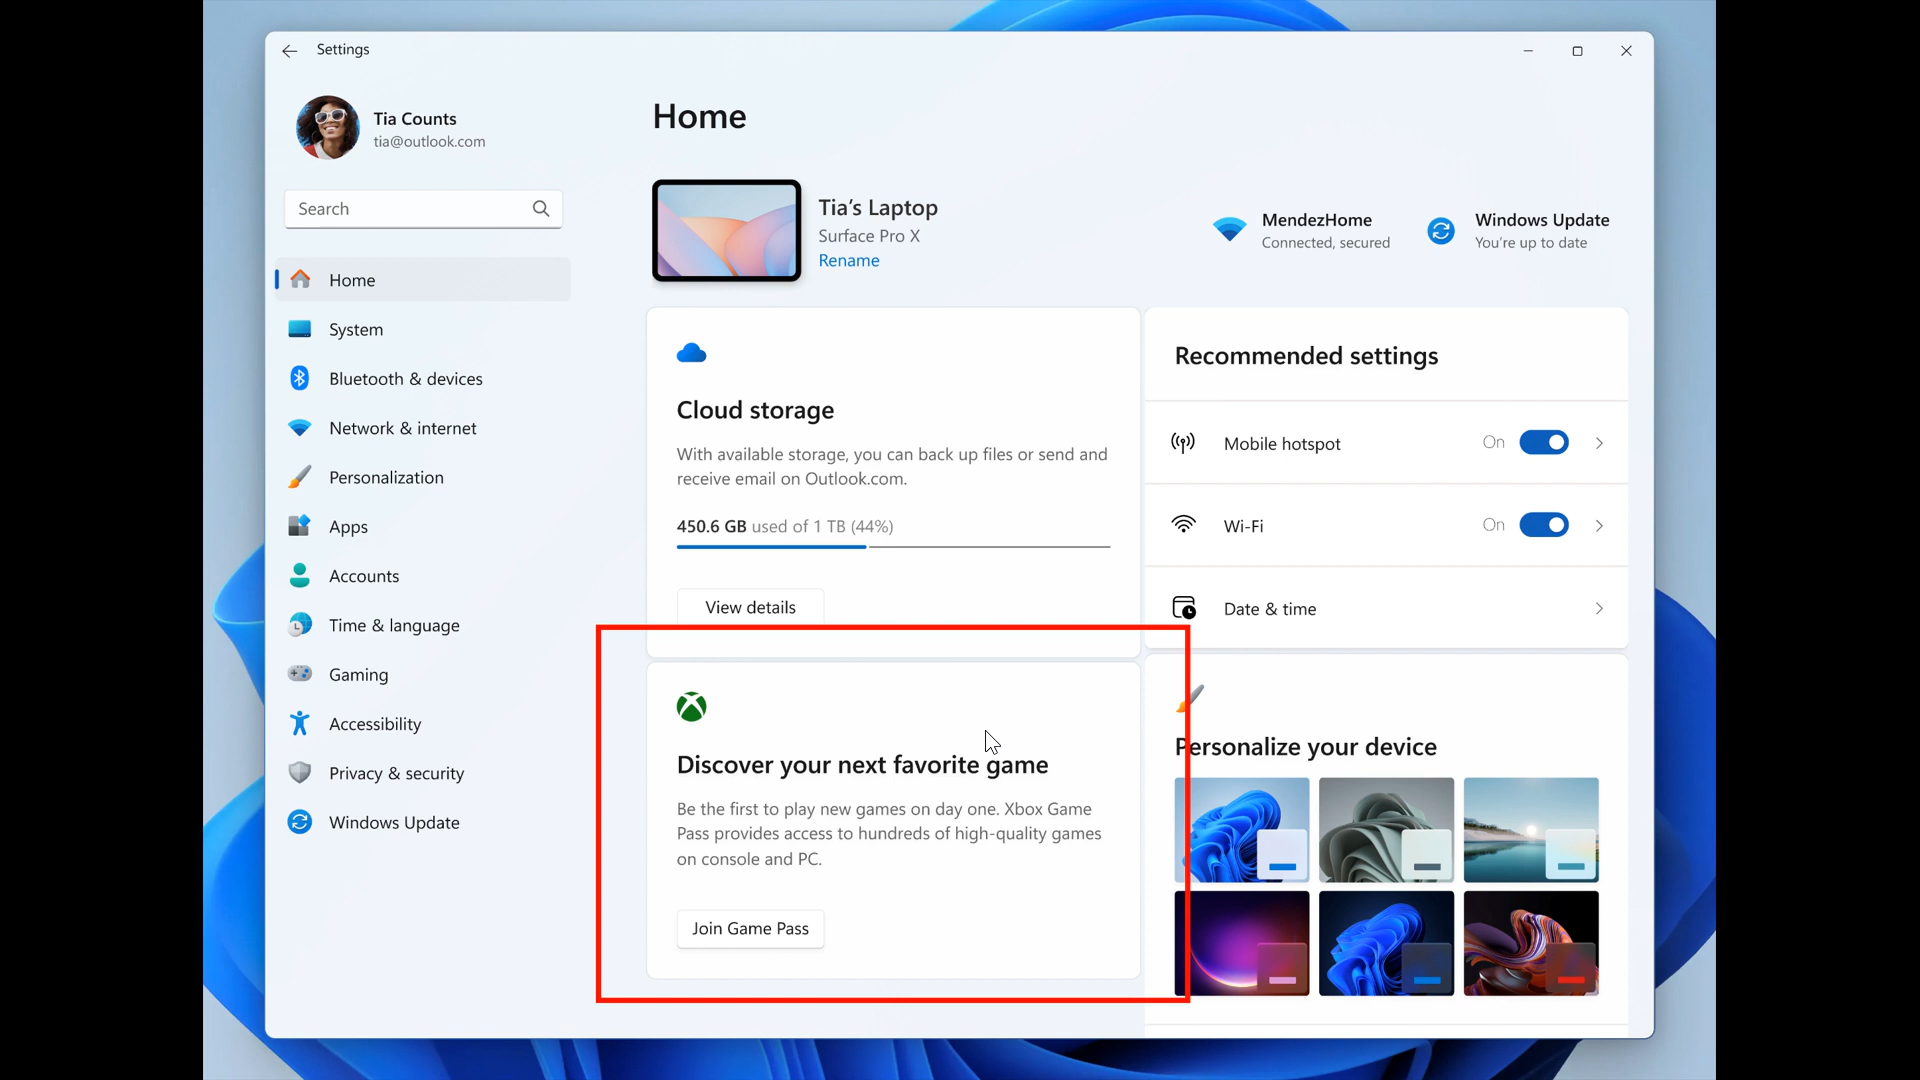 Settings
Tia Counts
tia@outlook.com
Search
Home
System
Bluetooth & devices
Network & internet
Personalization
Apps
Accounts
Time & language
Gaming
Accessibility
Privacy & security
Windows Update
Home
Tia’s Laptop
Surface Pro X
Rename
MendezHome
Connected, secured
Windows Update
You’re up to date
Cloud storage
With available storage, you can back up files or send and
receive email on Outlook.com.
450.6 GB used of 1 TB (44%)
View details
Discover your next favorite game
Be the first to play new games on day one. Xbox Game
Pass provides access to hundreds of high-quality games
on console and PC.
Join Game Pass
Recommended settings
Mobile hotspot On
Wi-Fi On
Date & time
Personalize your device